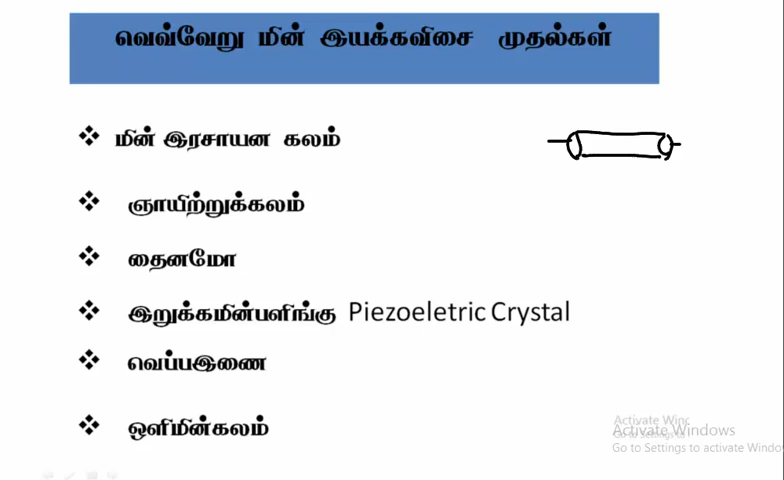 வெவ்வேறு மின் இயக்கவிசை முதல்கள்
❖ மின் இரசாயன கலம்
❖ ஞாயிற்றுக்கலம்
❖ தைனமோ
❖ இறுக்கமின்பளிங்கு Piezoeletric Crystal
❖ வெப்பஇணை
❖ ஒளிமின்கலம்
Activate Windows
Go to Settings to activate Windo